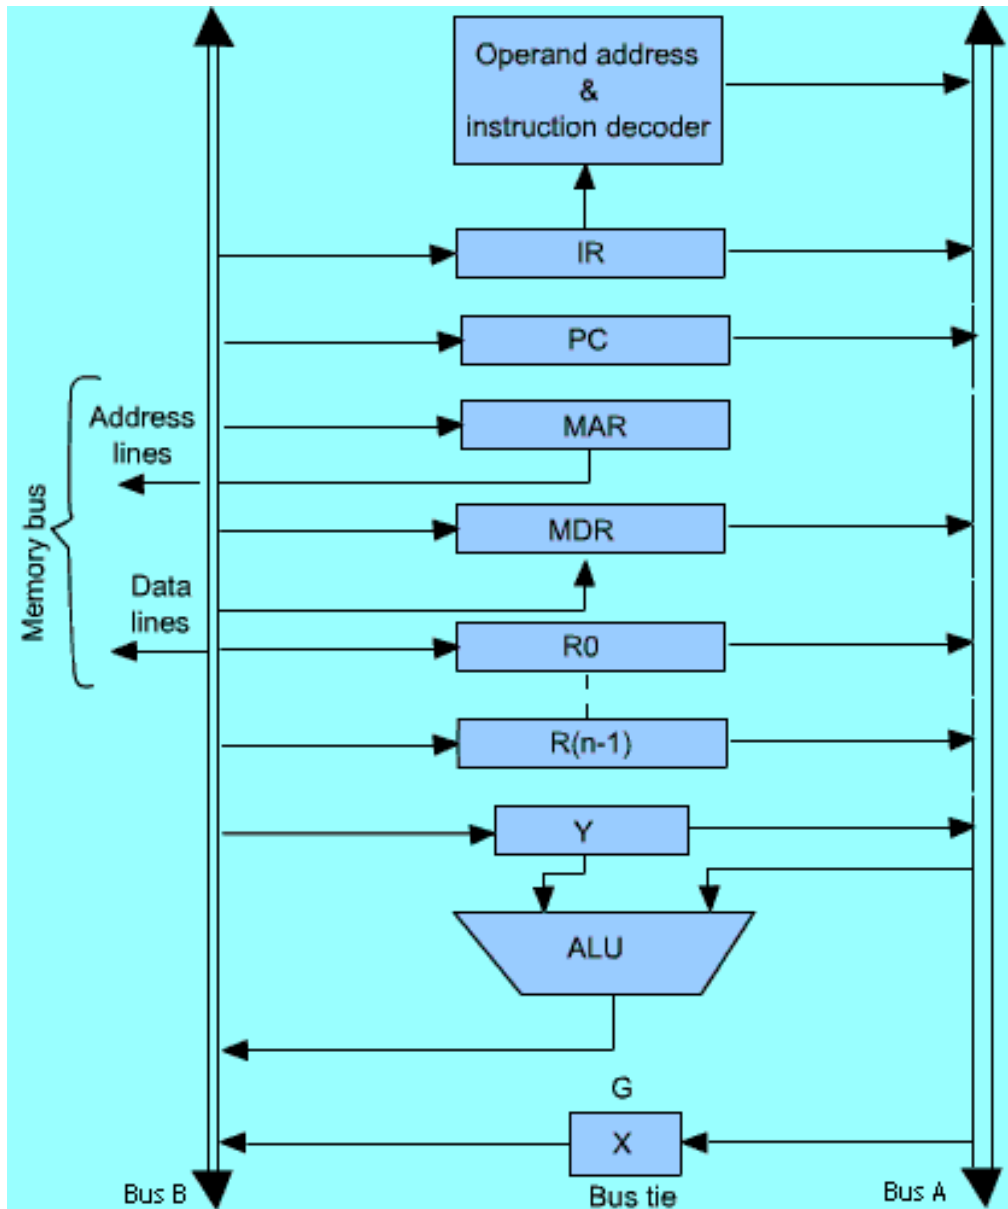 Operand address
&
instruction decoder
IR
PC
Address
lines
MAR
Memory bus
MDR
Data
lines
R0
R(n-1)
Y
ALU
G
X
Bus B
Bus tie
Bus A